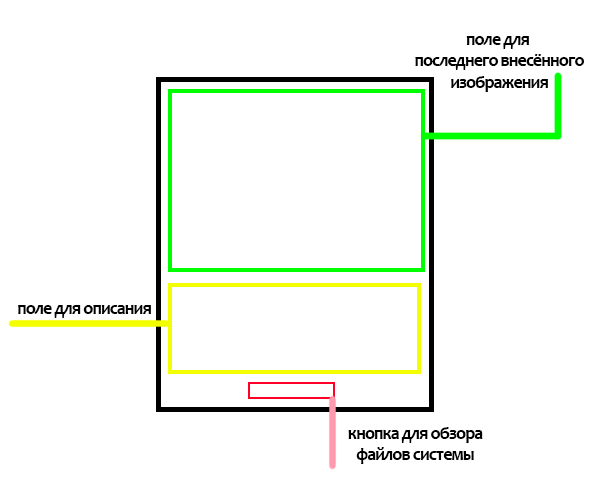 поле для
последнего внесённого
изображения
поле для описания
кнопка для обзора
файлов системы